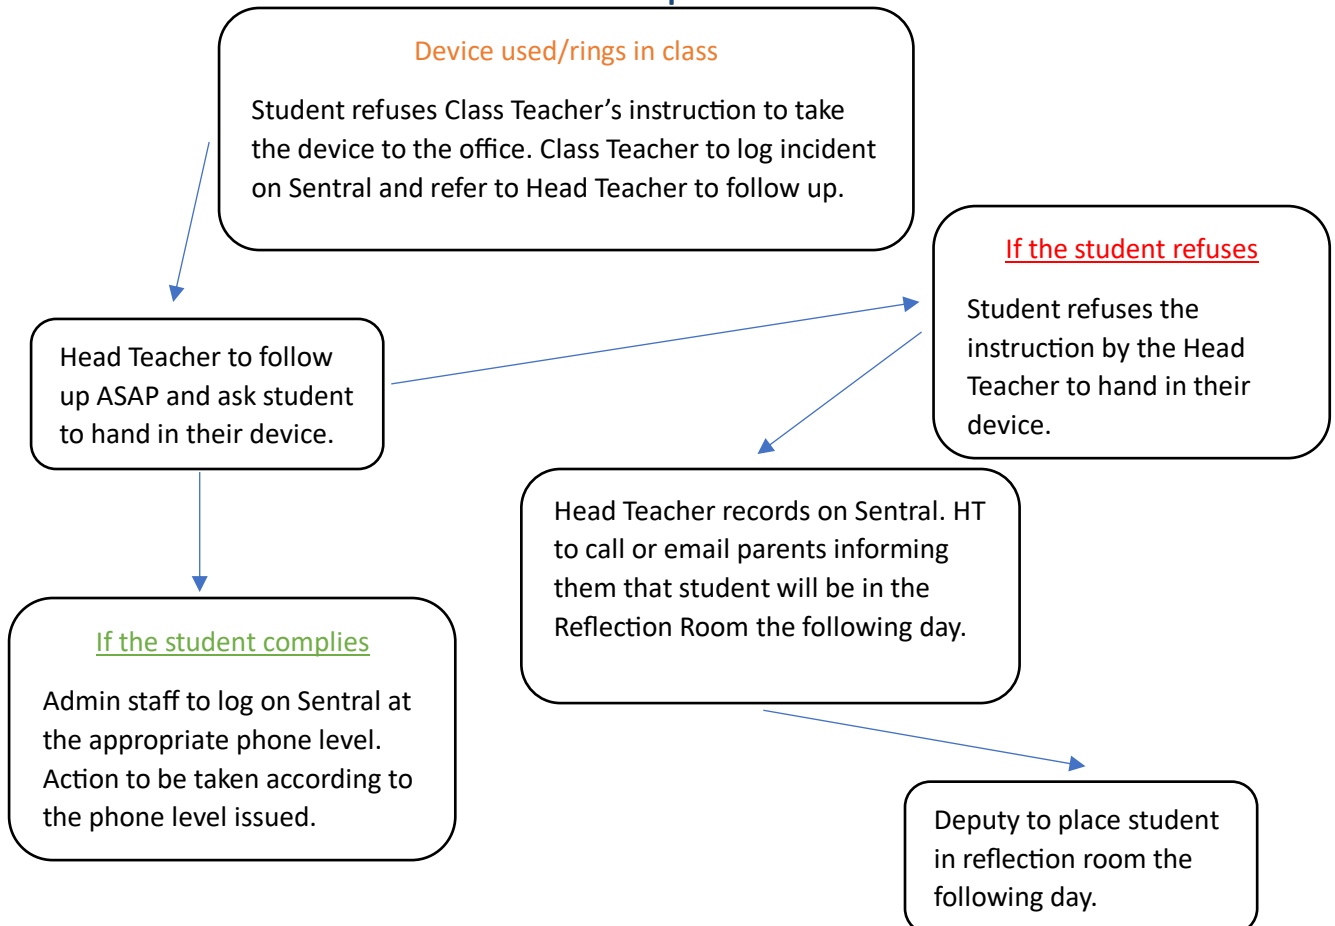 Device used/rings in class
Student refuses Class Teacher’s instruction to take
the device to the office. Class Teacher to log incident
on Sentral and refer to Head Teacher to follow up.
If the student refuses
Student refuses the
instruction by the Head
Teacher to hand in their
device.
Head Teacher to follow
up ASAP and ask student
to hand in their device.
Head Teacher records on Sentral. HT
to call or email parents informing
them that student will be in the
Reflection Room the following day.
If the student complies
Admin staff to log on Sentral at
the appropriate phone level.
Action to be taken according to
the phone level issued.
Deputy to place student
in reflection room the
following day.